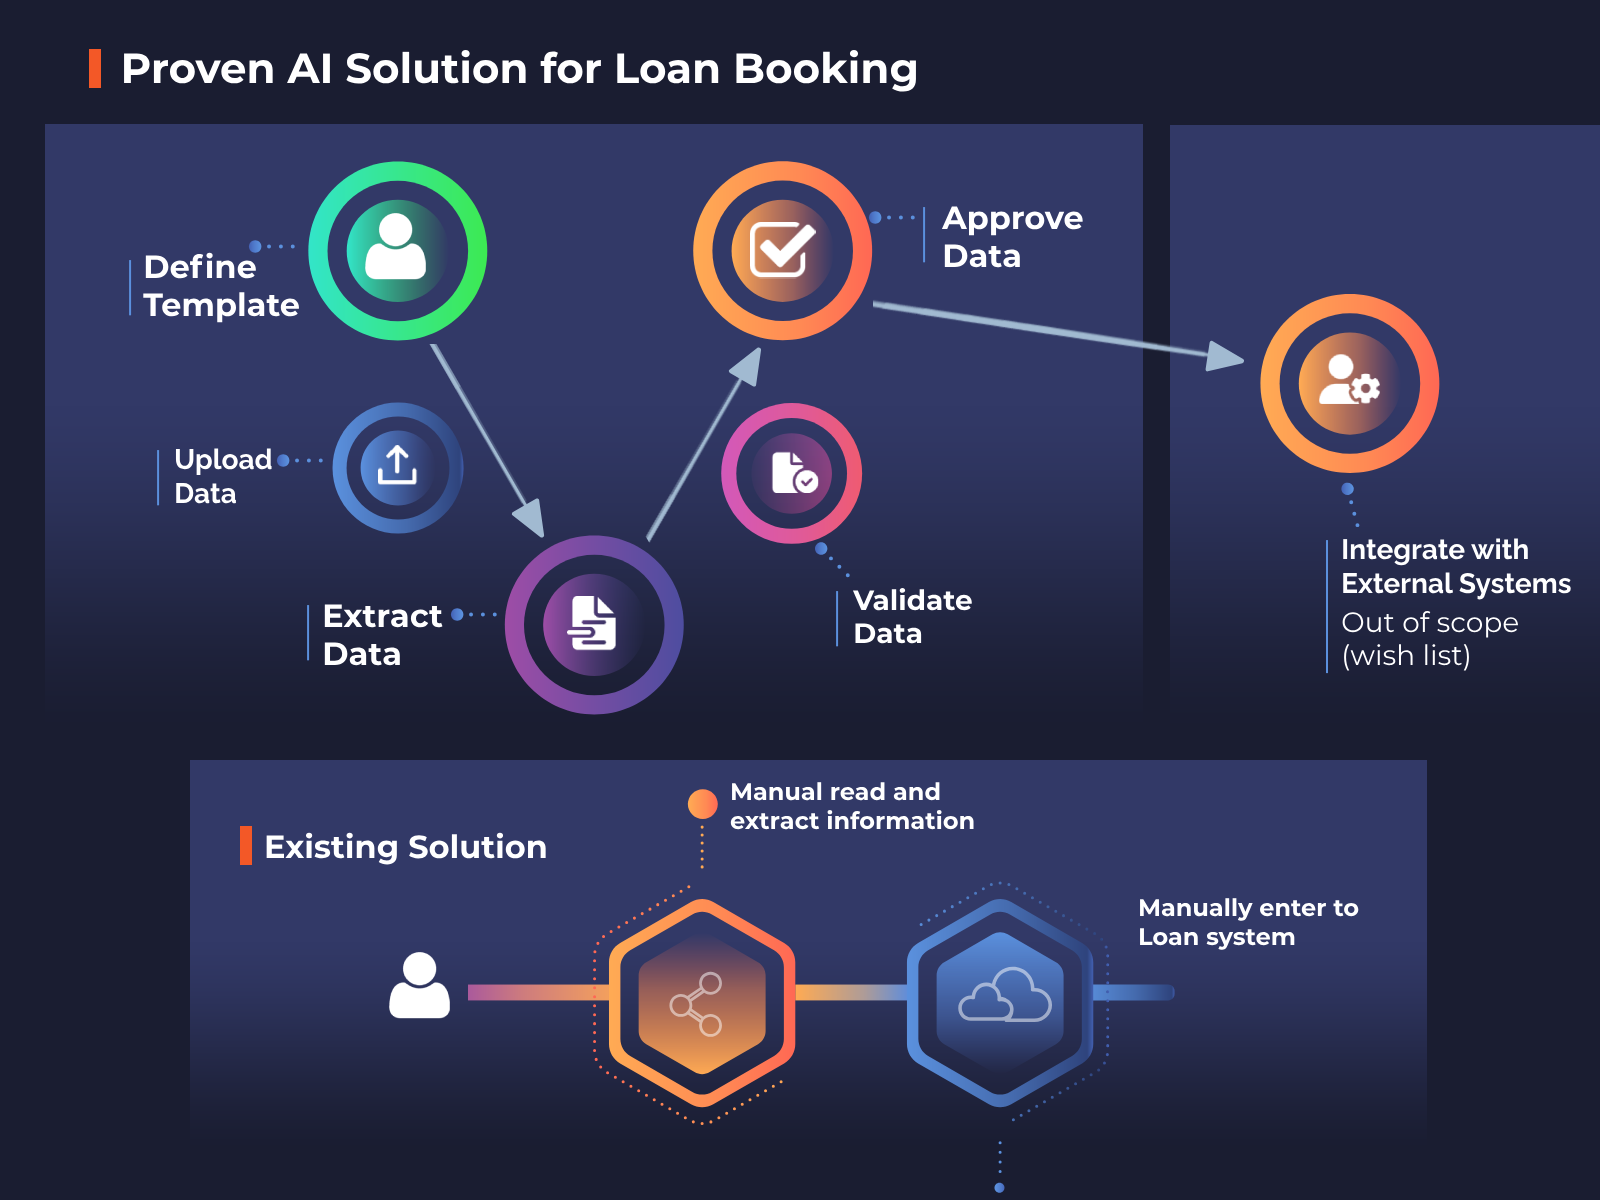 Proven AI Solution for Loan Booking
Define
Template
Approve
Data
Upload
Data
Extract
Data
Validate
Data
Integrate with
External Systems
Out of scope
(wish list)
Existing Solution
Manual read and
extract information
Manually enter to
Loan system